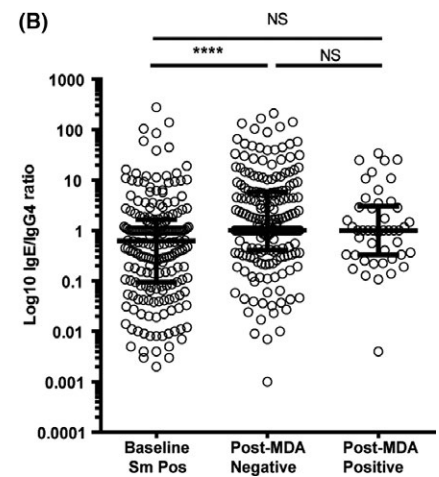 (B)
NS
****
NS
1000
100
10
1
0.1
0.01
0.001
0.0001
Log10 IgE/IgG4 ratio
Baseline
Sm Pos
Post-MDA
Negative
Post-MDA
Positive